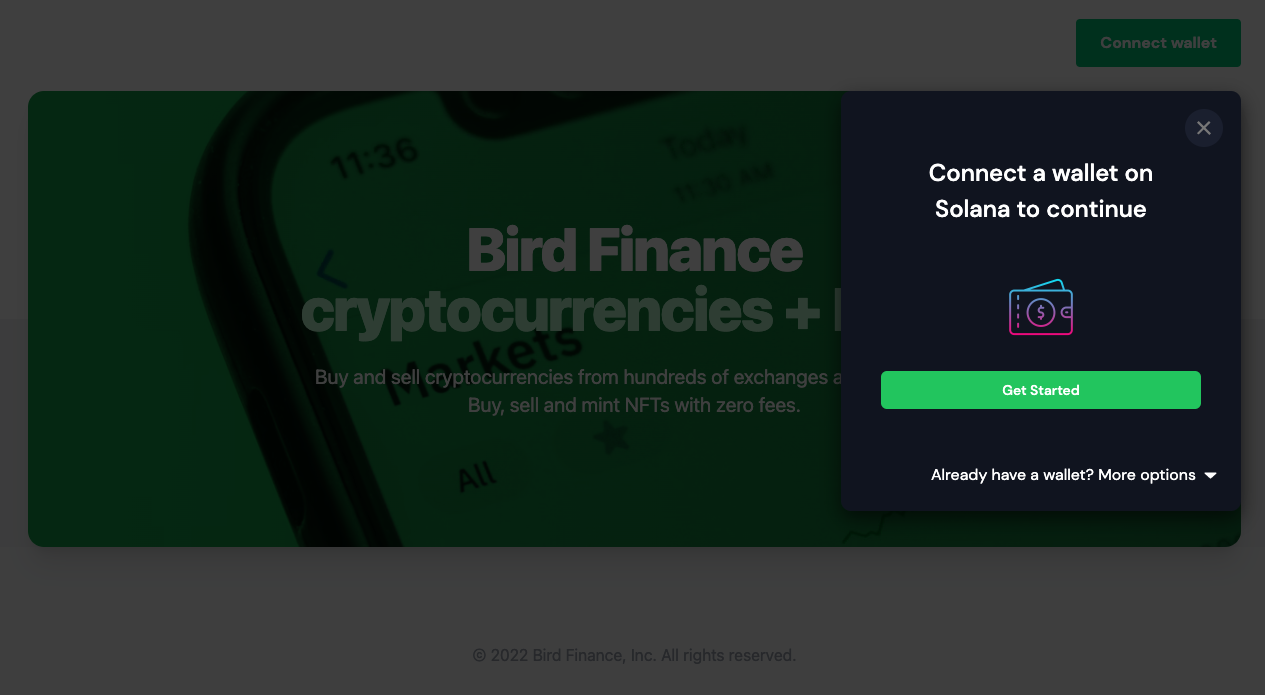 Connect wallet
11:36
Today
11:30 AM
Connect a wallet on
Solana to continue
Bird Finance
cryptocurrencies +
Markets
Buy and sell cryptocurrencies from hundreds of exchanges
Buy, sell and mint NFTs with zero fees.
Get Started
All
Already have a wallet? More options
© 2022 Bird Finance, Inc. All rights reserved.